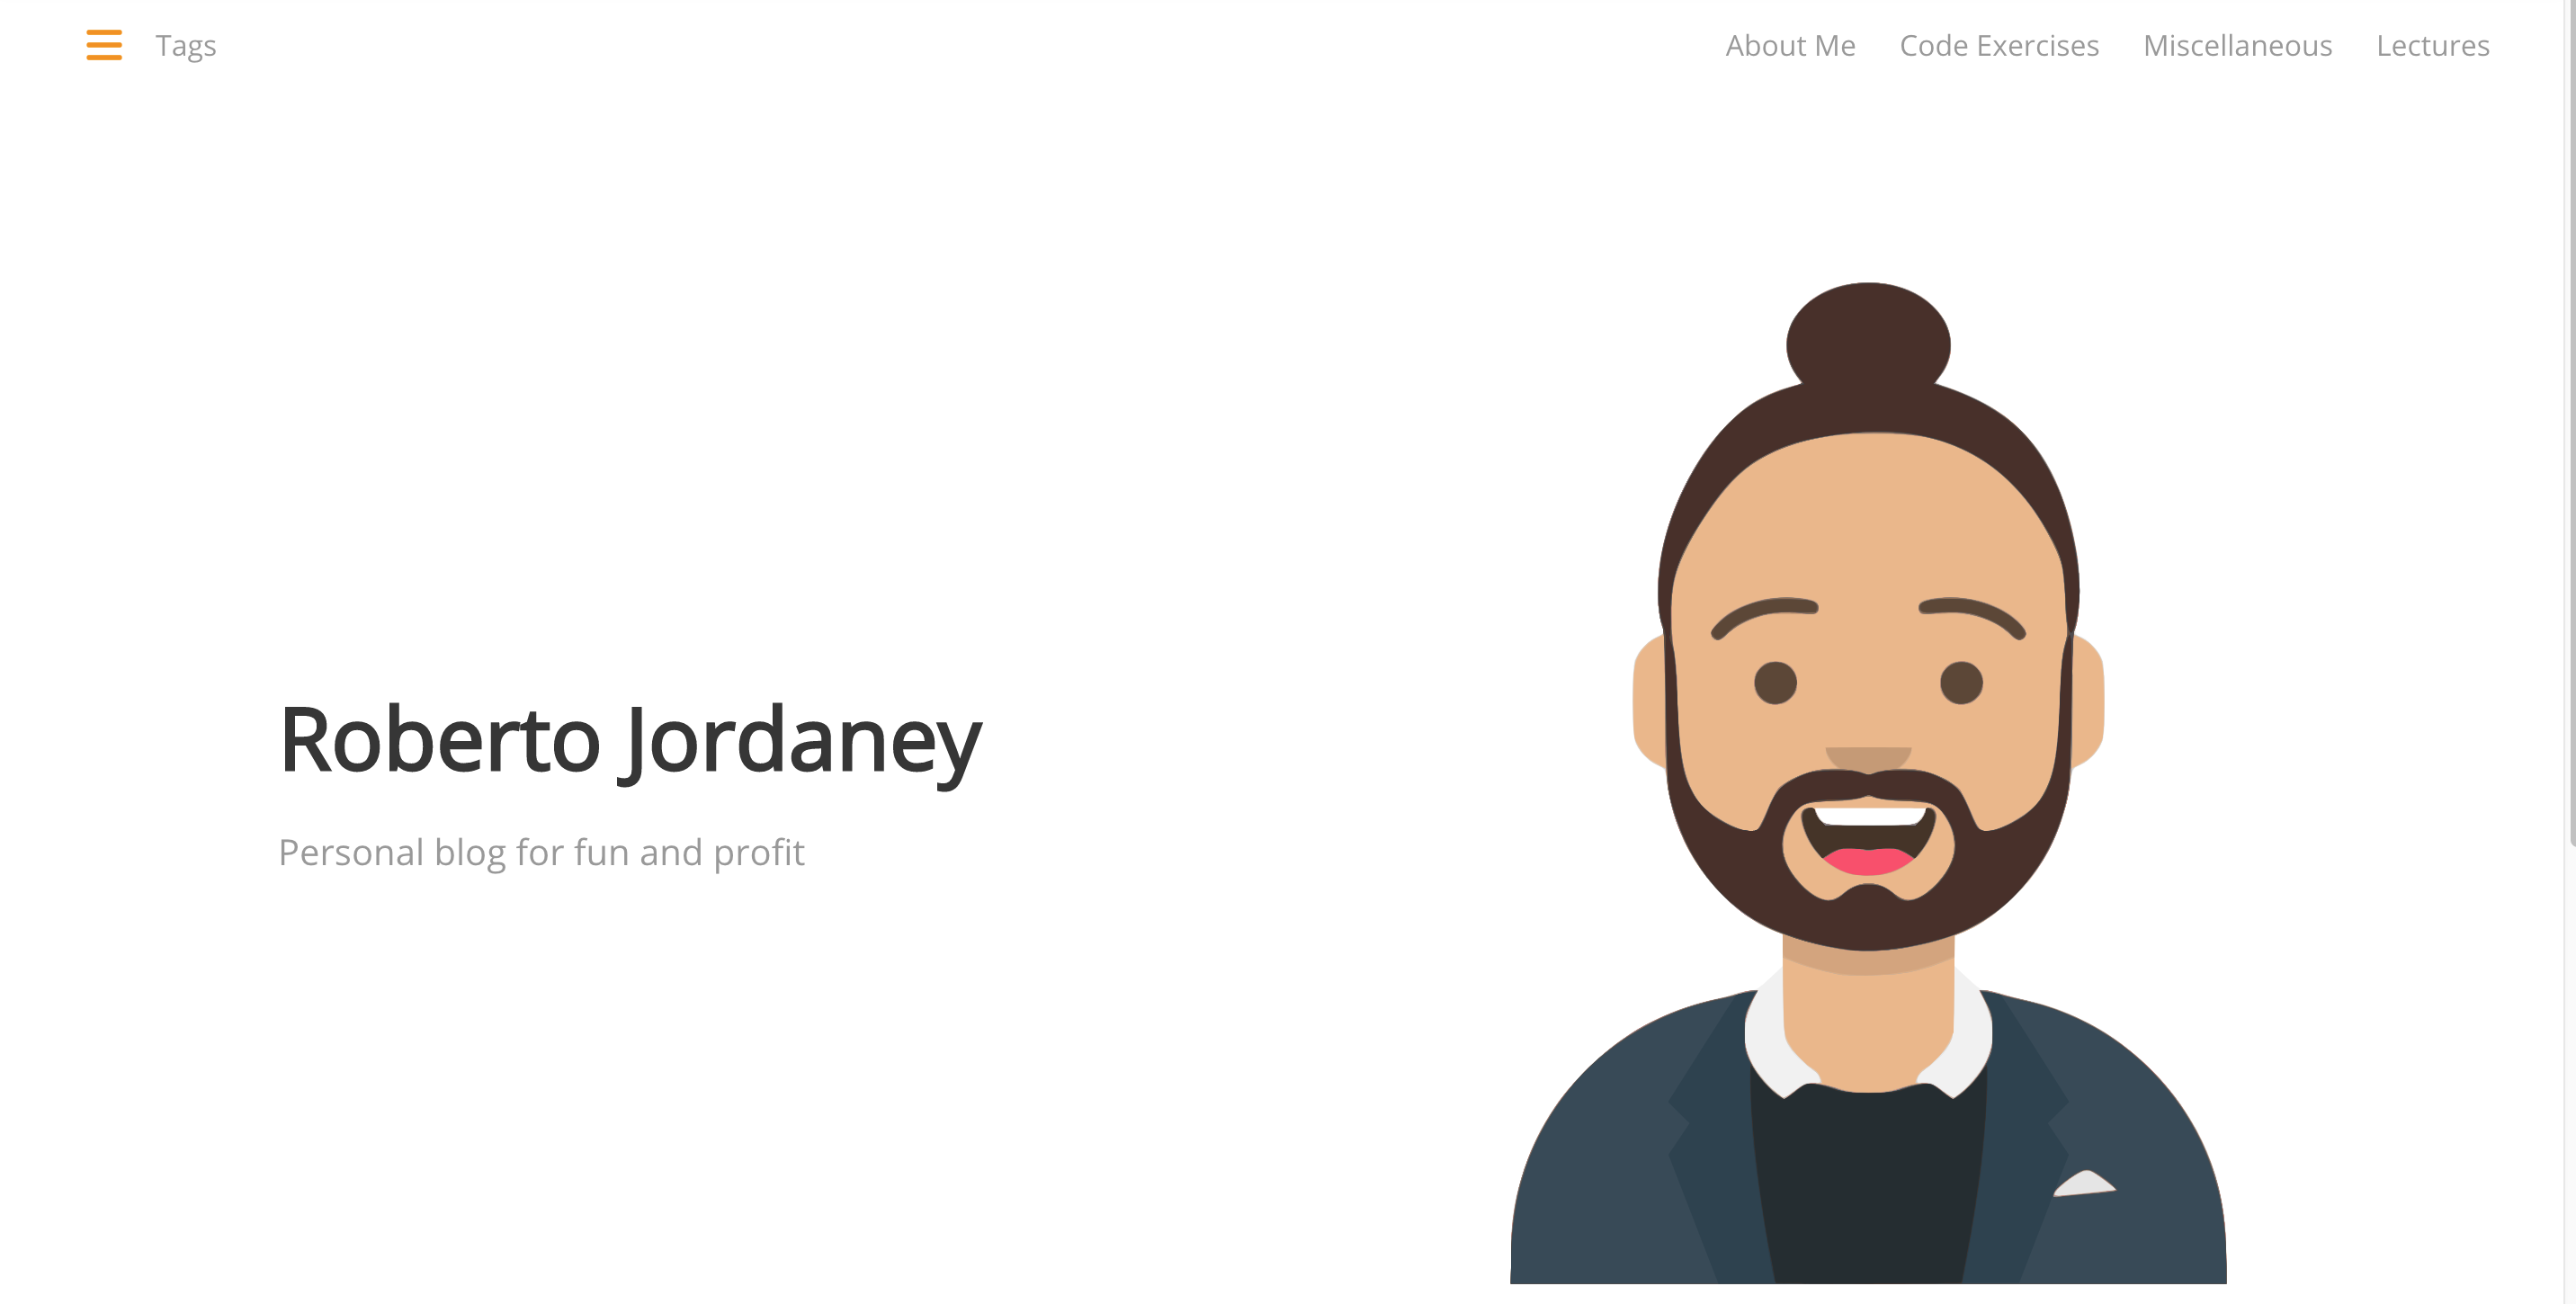 Tags
About Me
Code Exercises
Miscellaneous
Lectures
Roberto Jordaney
Personal blog for fun and profit